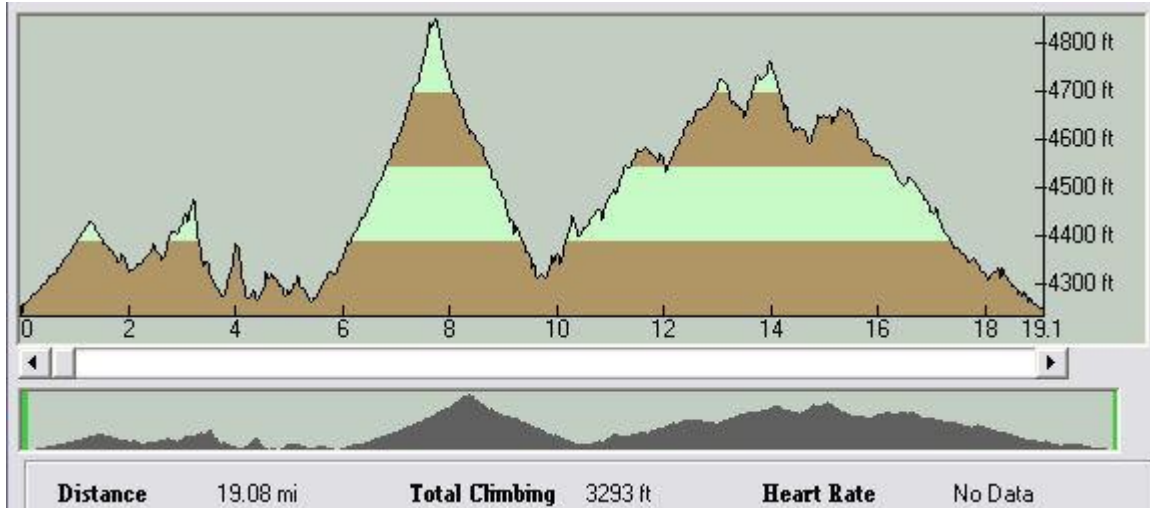 4800 ft
4700 ft
4600 ft
4500 ft
4400 ft
4300 ft
0 2 4 6 8 10 12 14 16 18 19.1
Distance 19.08 mi Total Climbing 3293 ft Heart Rate No Data